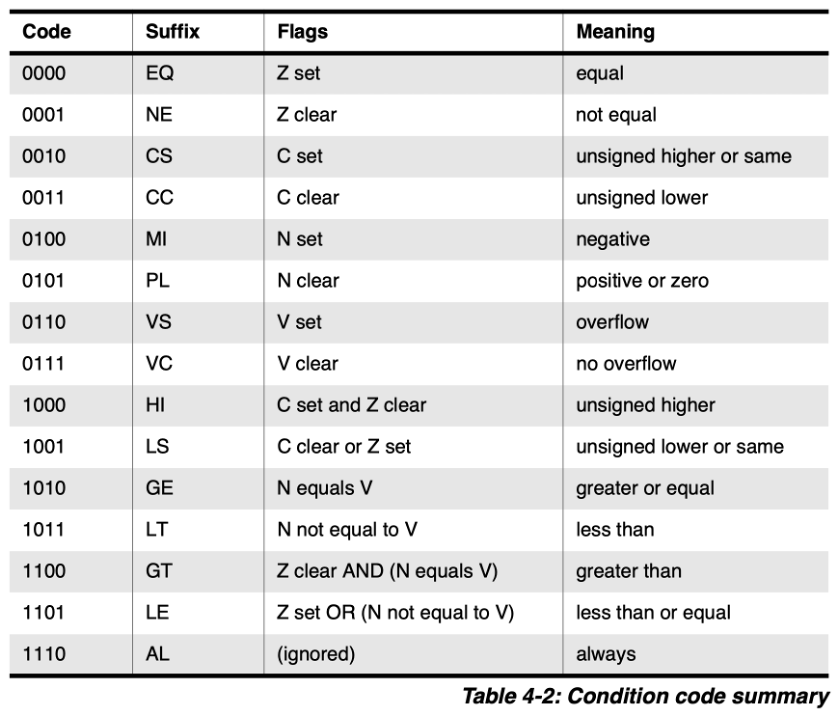 Code Suffix Flags Meaning
0000 EQ Z set equal
0001 NE Z clear not equal
0010 CS C set unsigned higher or same
0011 CC C clear unsigned lower
0100 MI N set negative
0101 PL N clear positive or zero
0110 VS V set overflow
0111 VC V clear no overflow
1000 HI C set and Z clear unsigned higher
1001 LS C clear or Z set unsigned lower or same
1010 GE N equals V greater or equal
1011 LT N not equal to V less than
1100 GT Z clear AND (N equals V) greater than
1101 LE Z set OR (N not equal to V) less than or equal
1110 AL (ignored) always
Table 4-2: Condition code summary